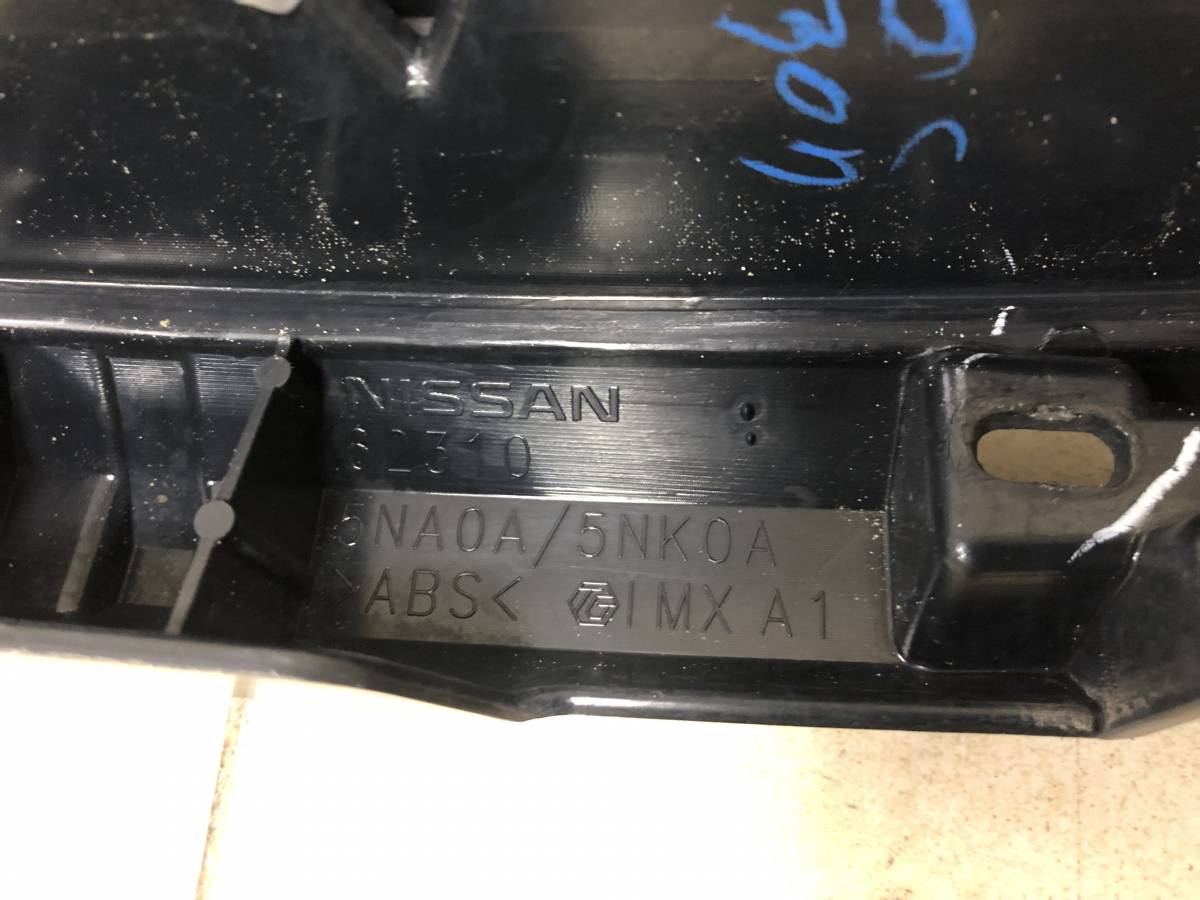 NISSAN
62310
5NA0A/5NK0A
>ABS< IMX A1